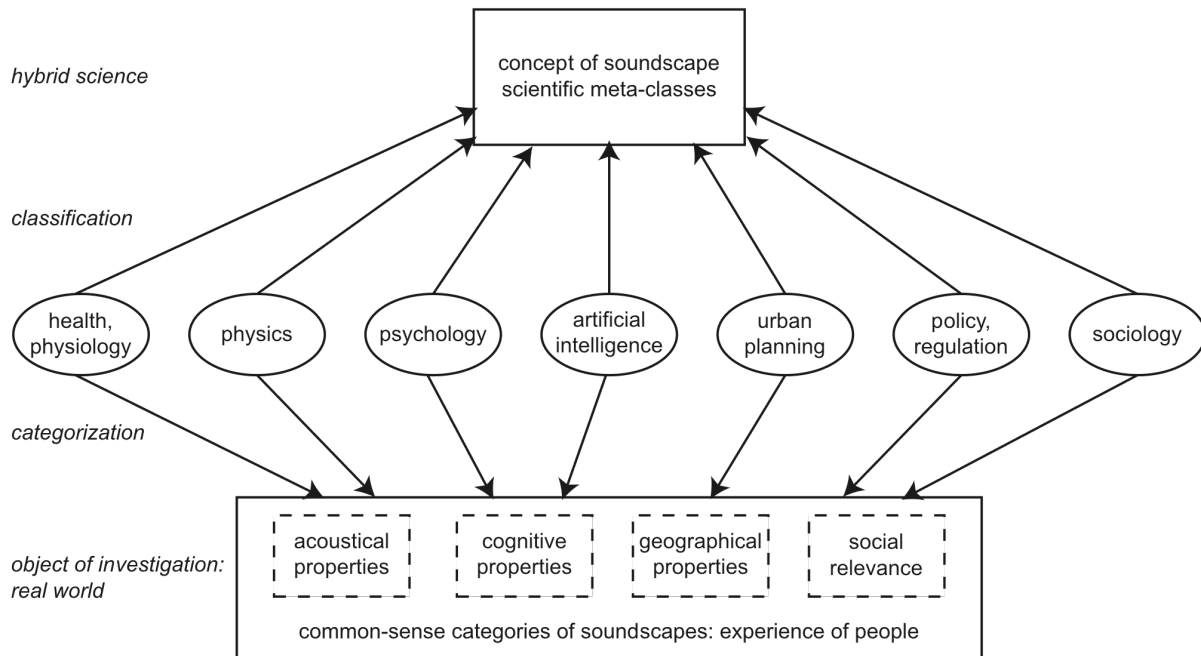 hybrid science
concept of soundscape
scientific meta-classes
classification
health,
physiology
physics
psychology
artificial
intelligence
urban
planning
policy,
regulation
sociology
categorization
object of investigation:
real world
acoustical
properties
cognitive
properties
geographical
properties
social
relevance
common-sense categories of soundscapes: experience of people